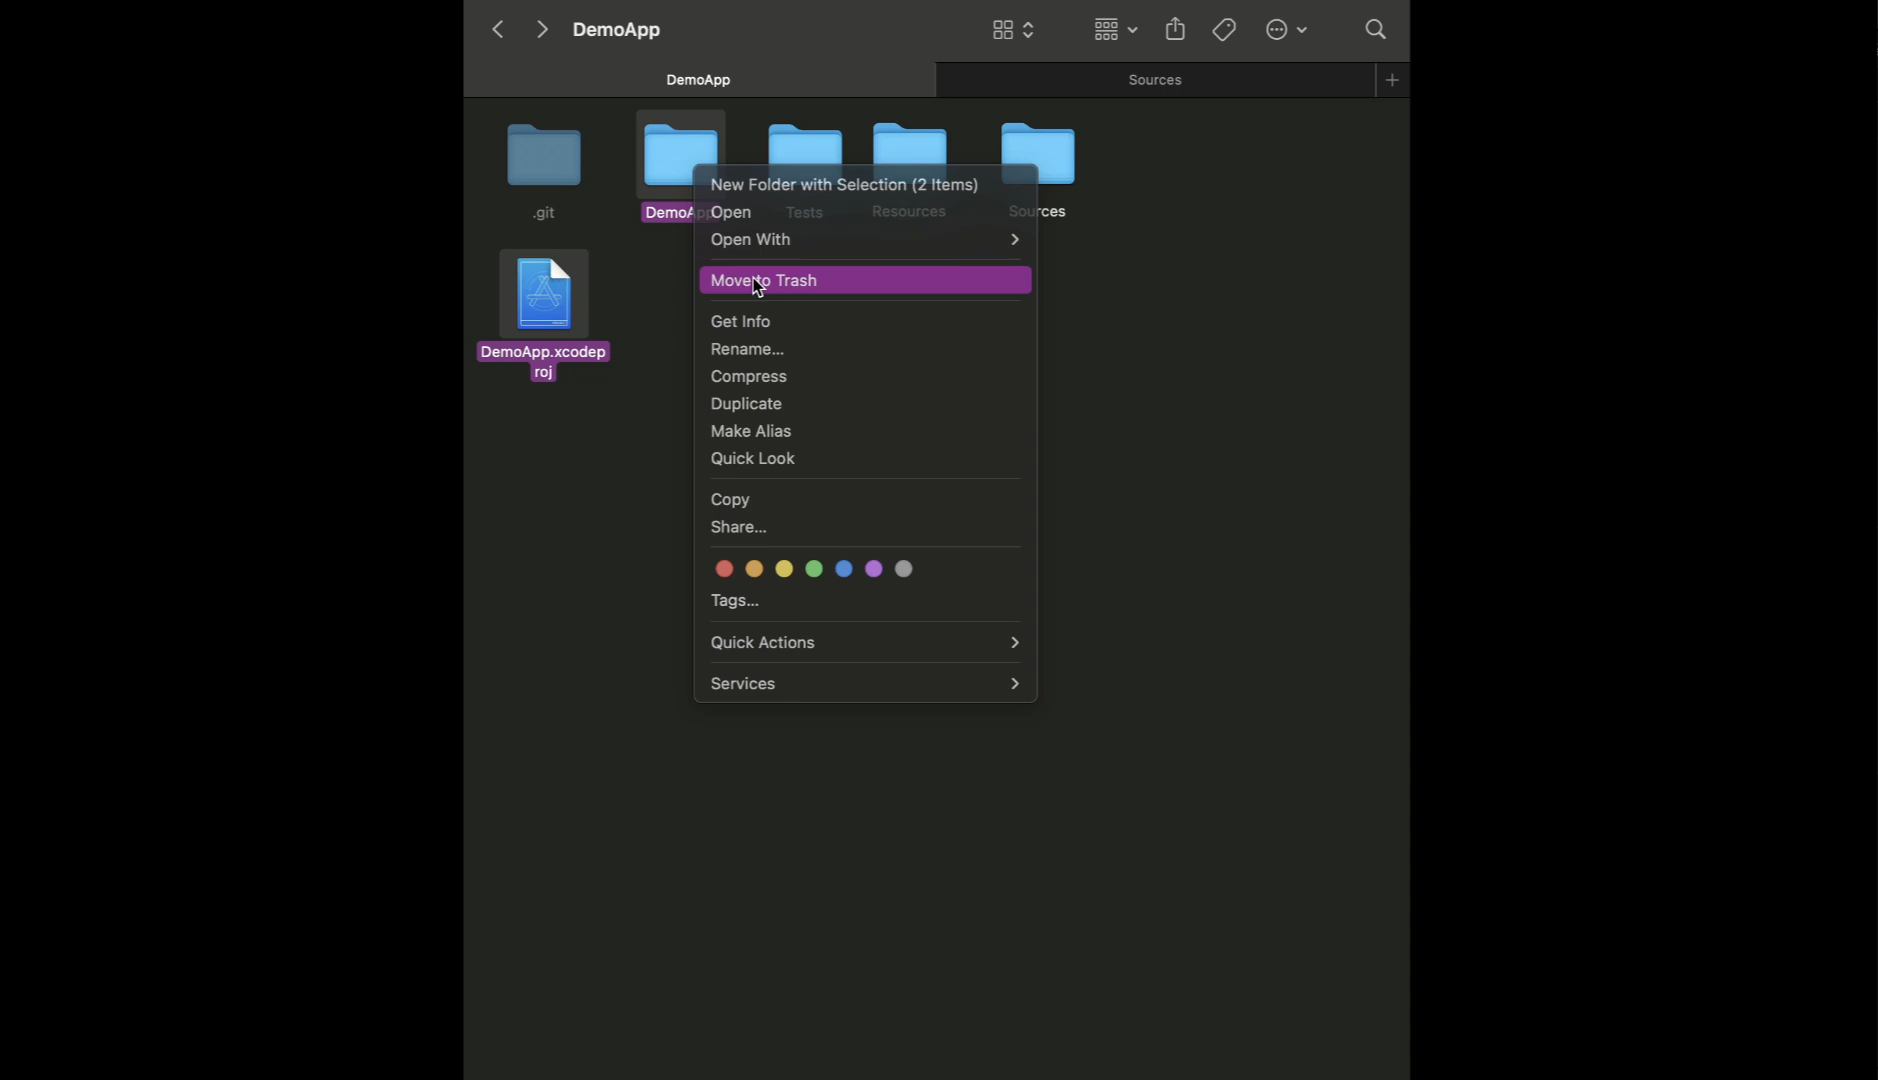 DemoApp
DemoApp
Sources
.git
DemoApp
Tests
Resources
Sources
DemoApp.xcodep
roj
New Folder with Selection (2 Items)
Open
Open With
Move to Trash
Get Info
Rename...
Compress
Duplicate
Make Alias
Quick Look
Copy
Share...
Tags...
Quick Actions
Services